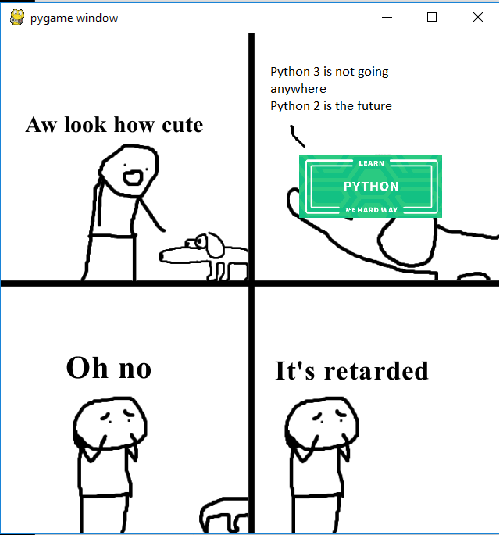 pygame window
Aw look how cute
Python 3 is not going
anywhere
Python 2 is the future
LEARN
PYTHON
HARD WAY
Oh no
It's retarded